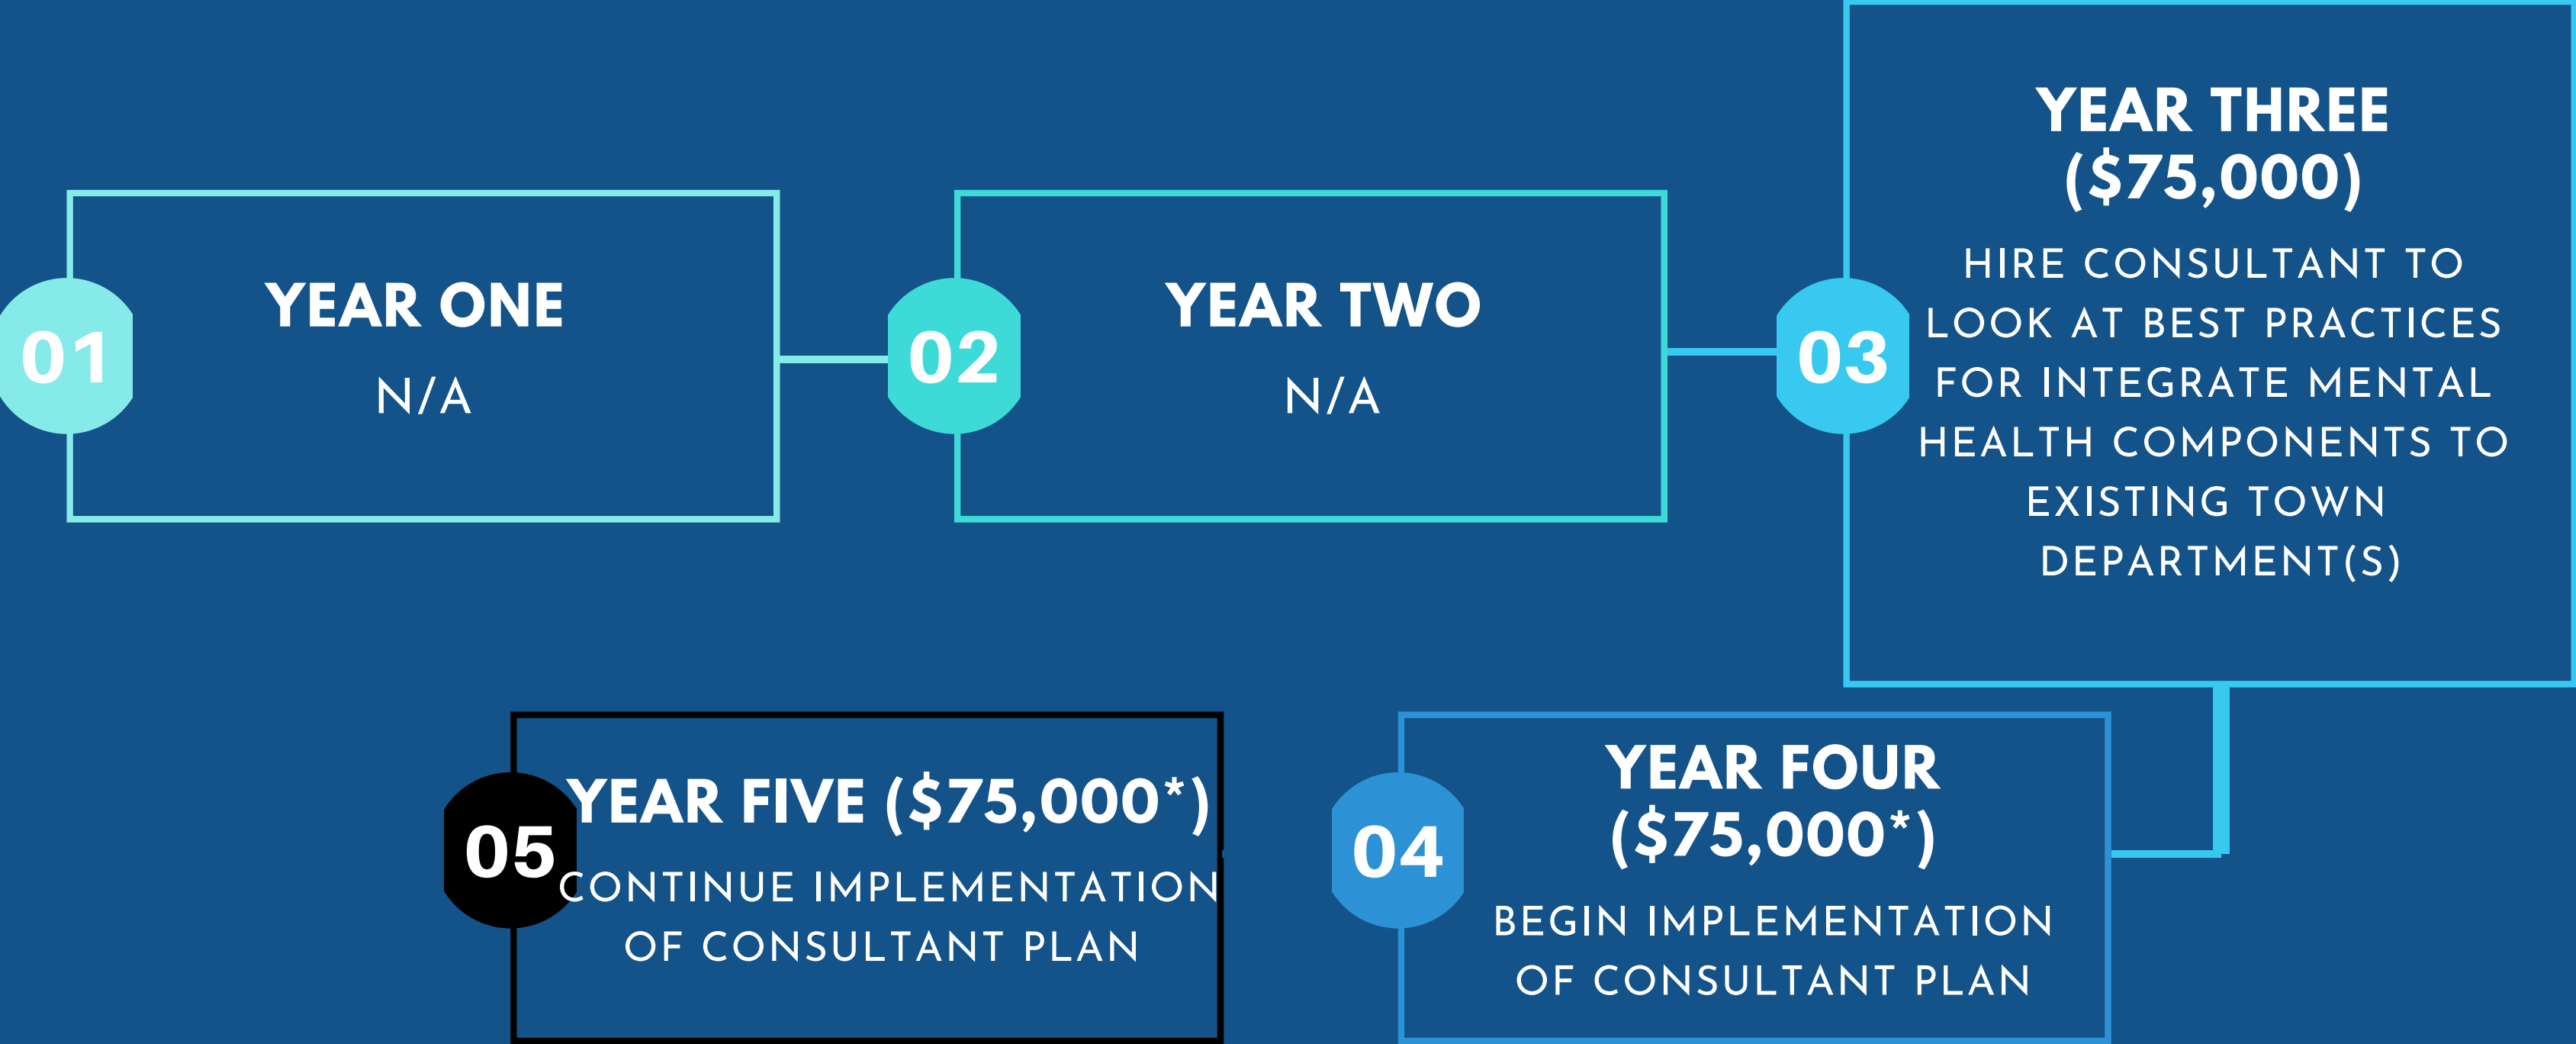 01
YEAR ONE
N/A
02
YEAR TWO
N/A
03
YEAR THREE
($75,000)
HIRE CONSULTANT TO
LOOK AT BEST PRACTICES
FOR INTEGRATE MENTAL
HEALTH COMPONENTS TO
EXISTING TOWN
DEPARTMENT(S)
04
YEAR FOUR
($75,000*)
BEGIN IMPLEMENTATION
OF CONSULTANT PLAN
05
YEAR FIVE ($75,000*)
CONTINUE IMPLEMENTATION
OF CONSULTANT PLAN